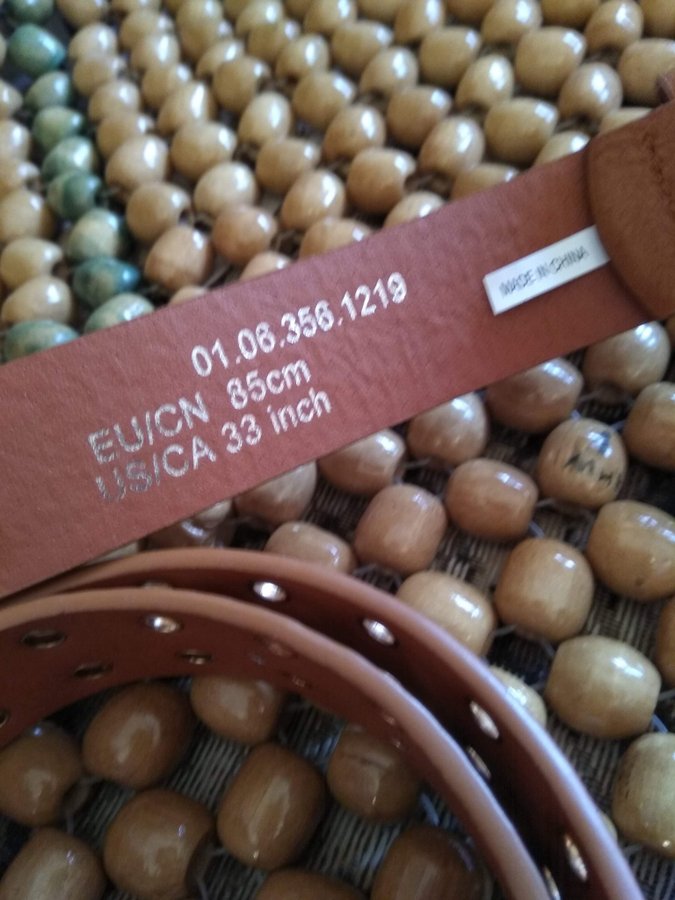 01.06.356.1219
EU/CN 85cm
US/CA 33 inch
MADE IN CHINA